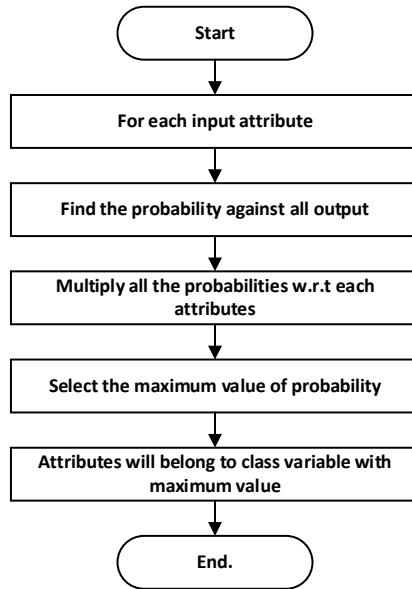 Start
For each input attribute
Find the probability against all output
Multiply all the probabilities w.r.t each
attributes
Select the maximum value of probability
Attributes will belong to class variable with
maximum value
End.